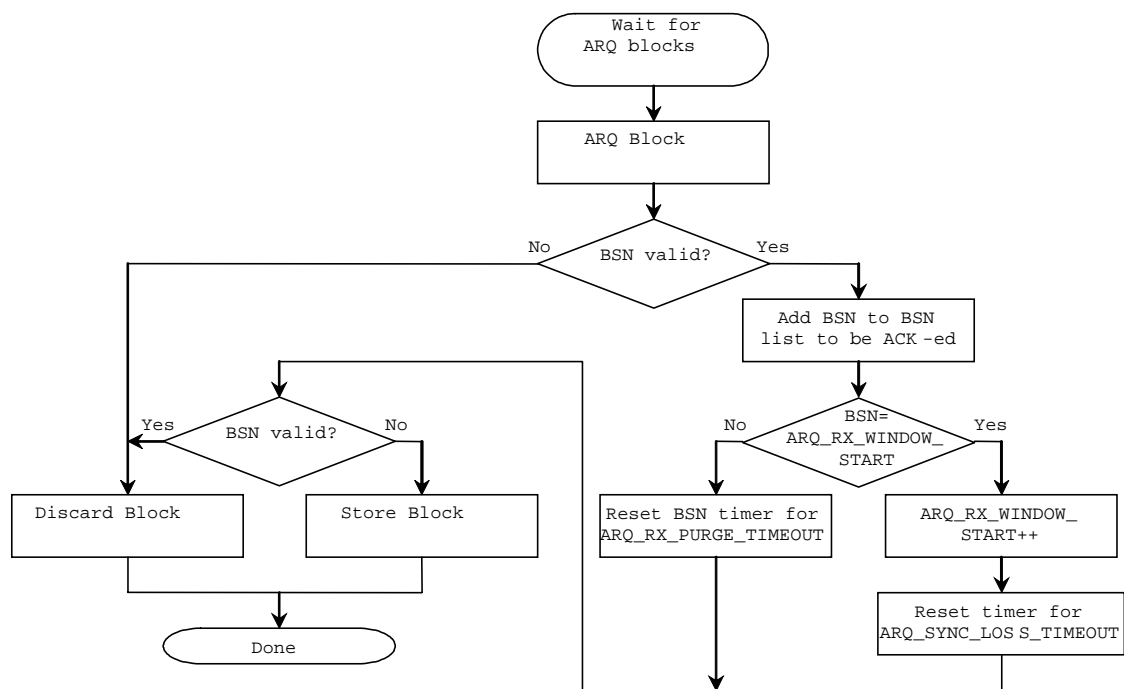 Wait for
ARQ blocks
ARQ Block
No
BSN valid?
Yes
Add BSN to BSN
list to be ACK -ed
Yes
BSN valid?
No
No
BSN=
ARQ_RX_WINDOW_
START
Yes
Discard Block
Store Block
Reset BSN timer for
ARQ_RX_PURGE_TIMEOUT
ARQ_RX_WINDOW_
START++
Reset timer for
ARQ_SYNC_LOS S_TIMEOUT
Done